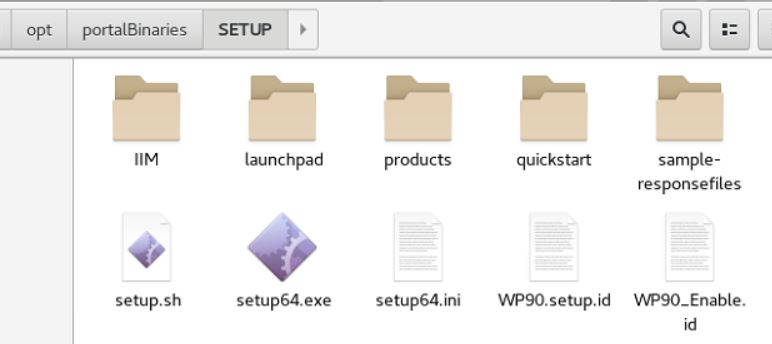 opt portalBinaries SETUP
IIM launchpad products quickstart sample-
responsefiles
setup.sh setup64.exe setup64.ini WP90.setup.id WP90_Enable.
id